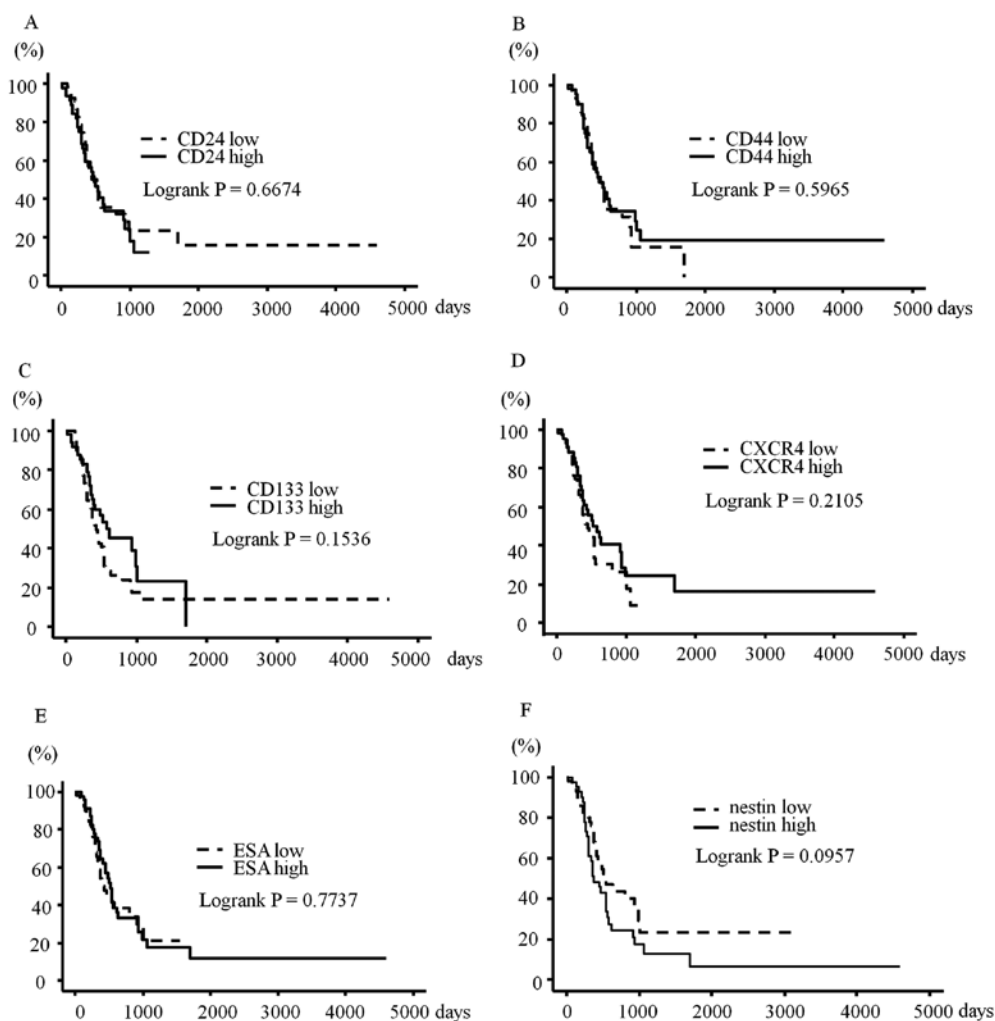 A
(%)
100
80
60
40
20
0
CD24 low
CD24 high
Logrank P = 0.6674
0 1000 2000 3000 4000 5000 days
B
(%)
100
80
60
40
20
0
CD44 low
CD44 high
Logrank P = 0.5965
0 1000 2000 3000 4000 5000 days
C
(%)
100
80
60
40
20
0
CD133 low
CD133 high
Logrank P = 0.1536
0 1000 2000 3000 4000 5000 days
D
(%)
100
80
60
40
20
0
CXCR4 low
CXCR4 high
Logrank P = 0.2105
0 1000 2000 3000 4000 5000 days
E
(%)
100
80
60
40
20
0
ESA low
ESA high
Logrank P = 0.7737
0 1000 2000 3000 4000 5000 days
F
(%)
100
80
60
40
20
0
nestin low
nestin high
Logrank P = 0.0957
0 1000 2000 3000 4000 5000 days